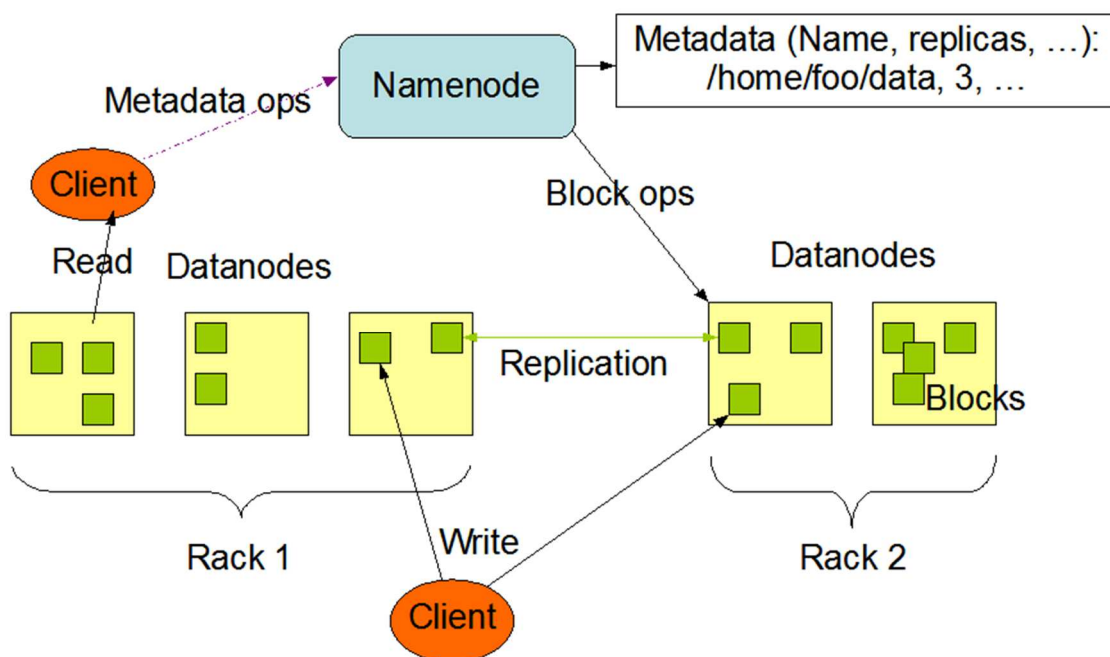 Metadata (Name, replicas, …):
/home/foo/data, 3, …
Namenode
Metadata ops
Client
Block ops
Read
Datanodes
Datanodes
Replication
Blocks
Rack 1
Write
Rack 2
Client